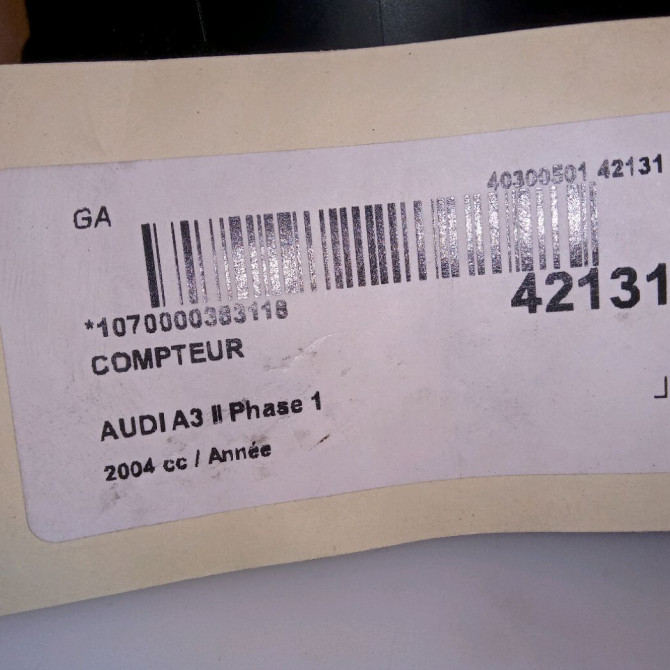 40300501 42131
GA
42131
*1070000383118
COMPTEUR
AUDI A3 II Phase 1
2004 cc / Année